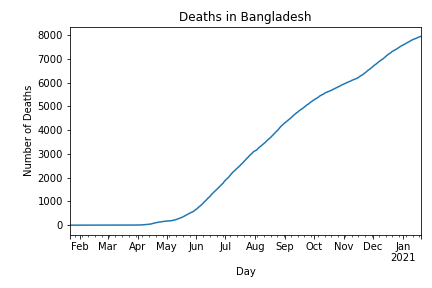 Deaths in Bangladesh
Number of Deaths
8000
7000
6000
5000
4000
3000
2000
1000
0
Feb Mar Apr May Jun Jul Aug Sep Oct Nov Dec Jan
2021
Day